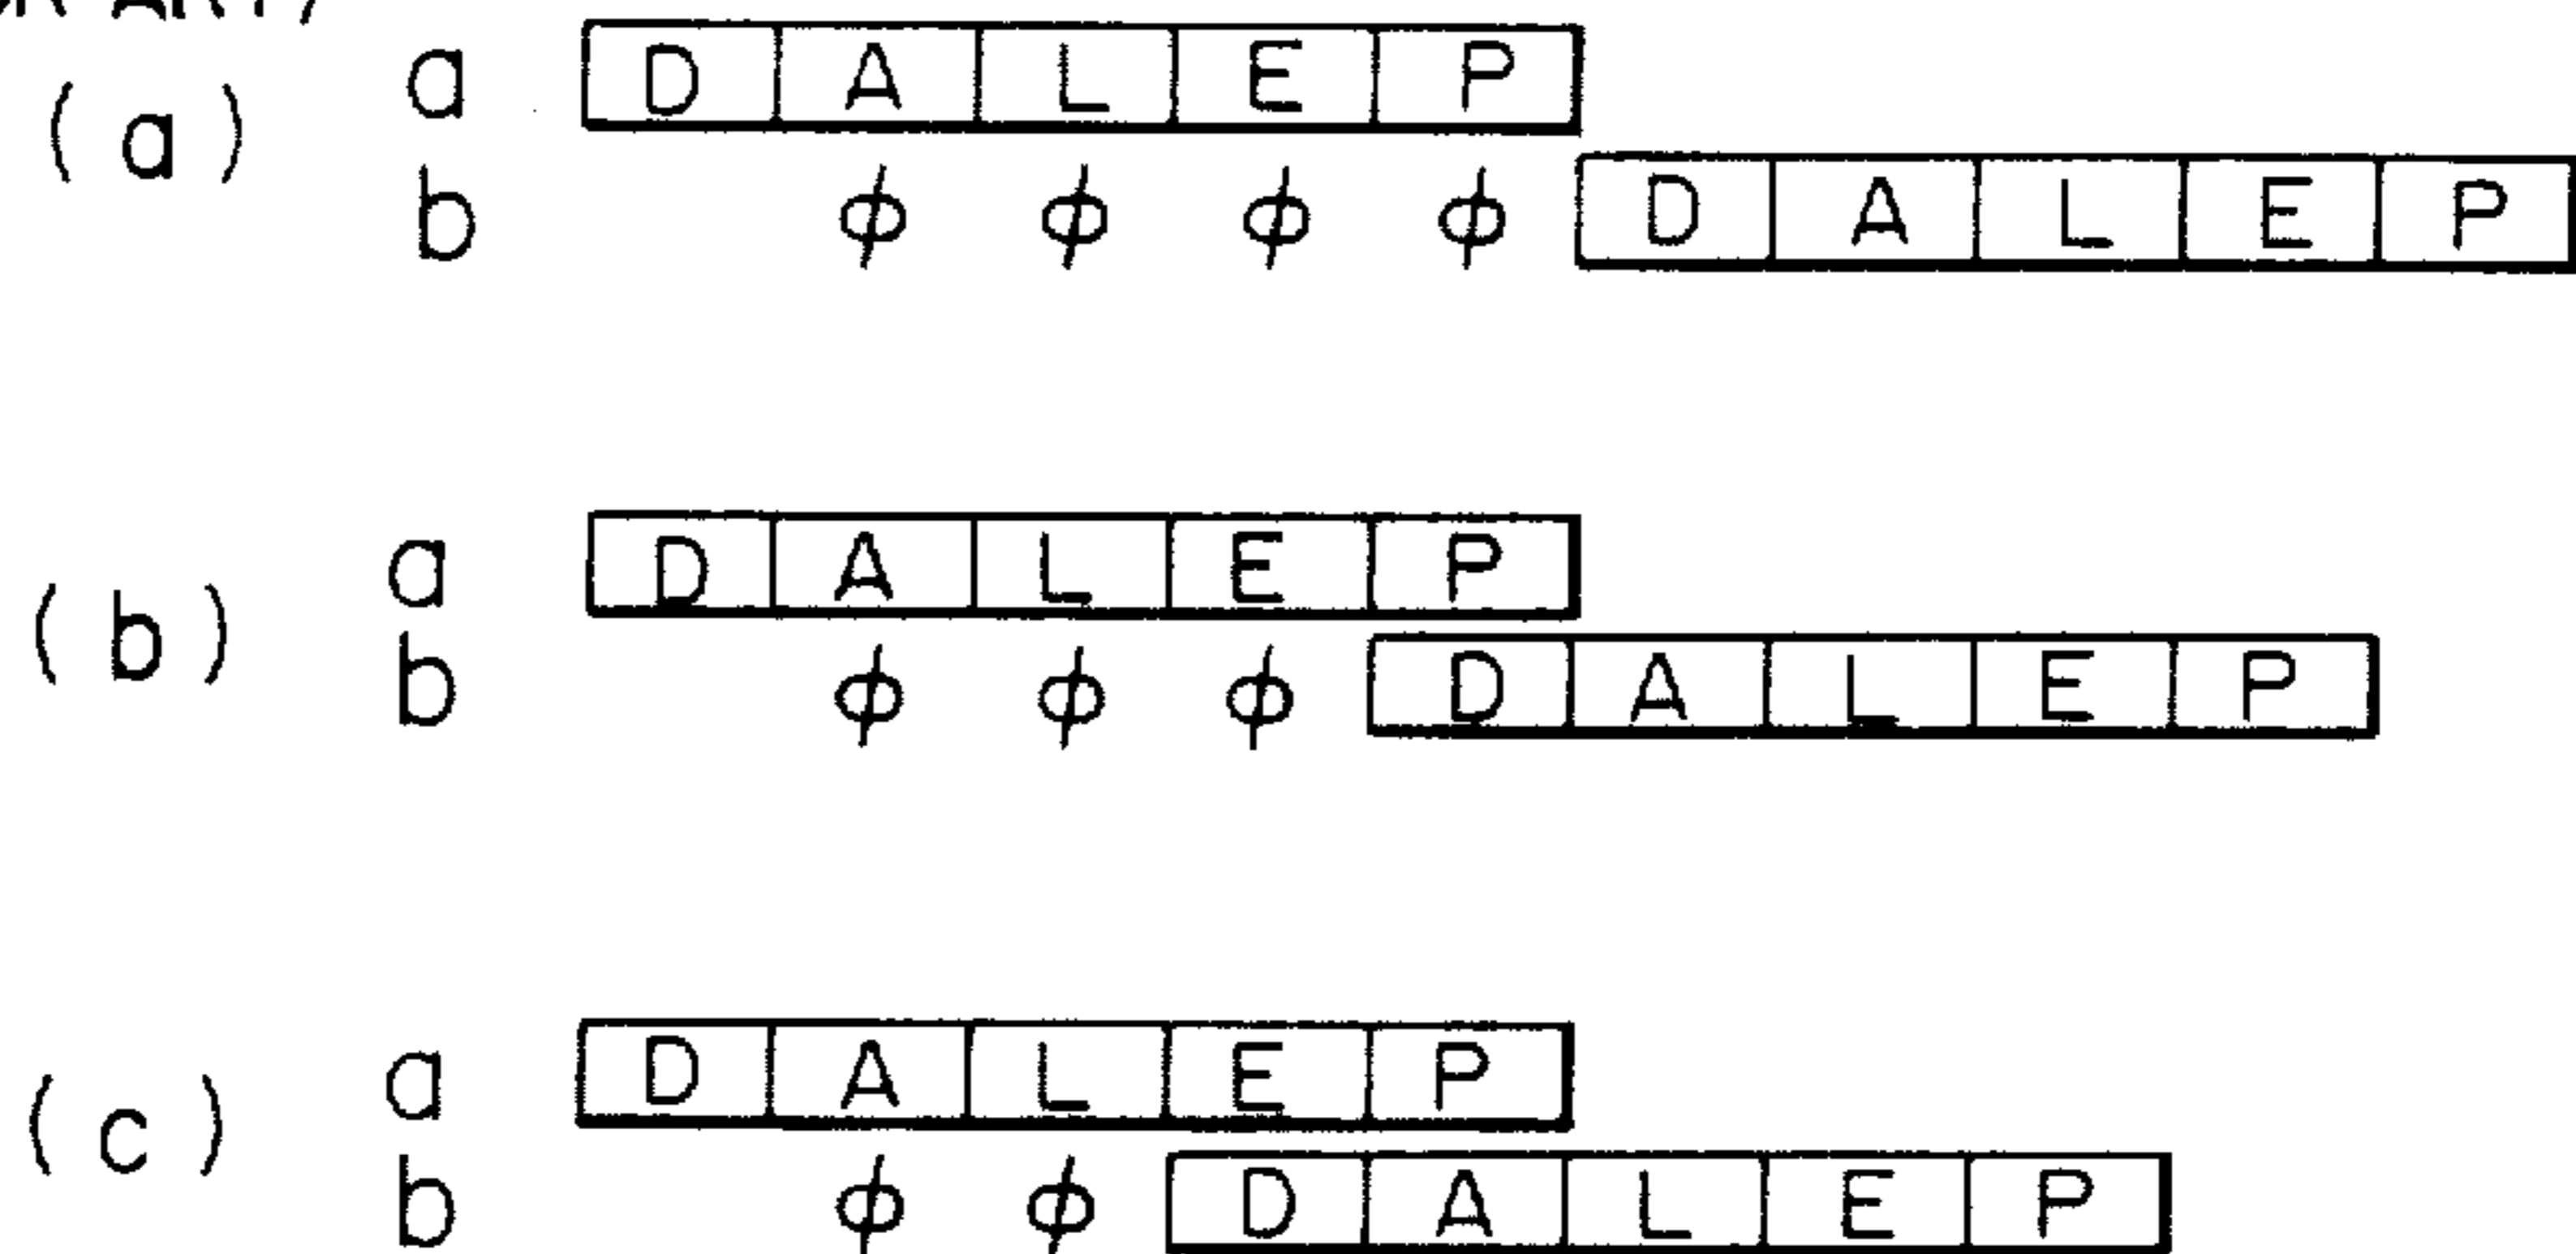 (a) a D A L E P
b ϕ ϕ ϕ ϕ D A L E P
(b) a D A L E P
b ϕ ϕ ϕ D A L E P
(c) a D A L E P
b ϕ ϕ D A L E P